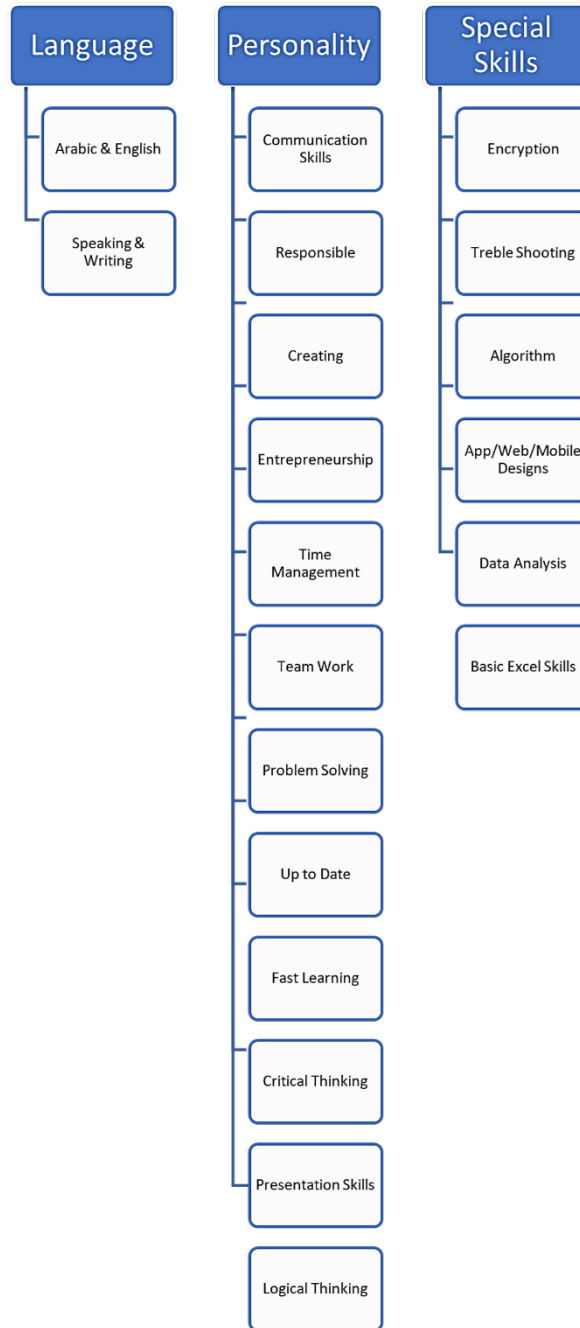 Language
Arabic & English
Speaking &
Writing
Personality
Communication
Skills
Responsible
Creating
Entrepreneurship
Time
Management
Team Work
Problem Solving
Up to Date
Fast Learning
Critical Thinking
Presentation Skills
Logical Thinking
Special
Skills
Encryption
Treble Shooting
Algorithm
App/Web/Mobile
Designs
Data Analysis
Basic Excel Skills